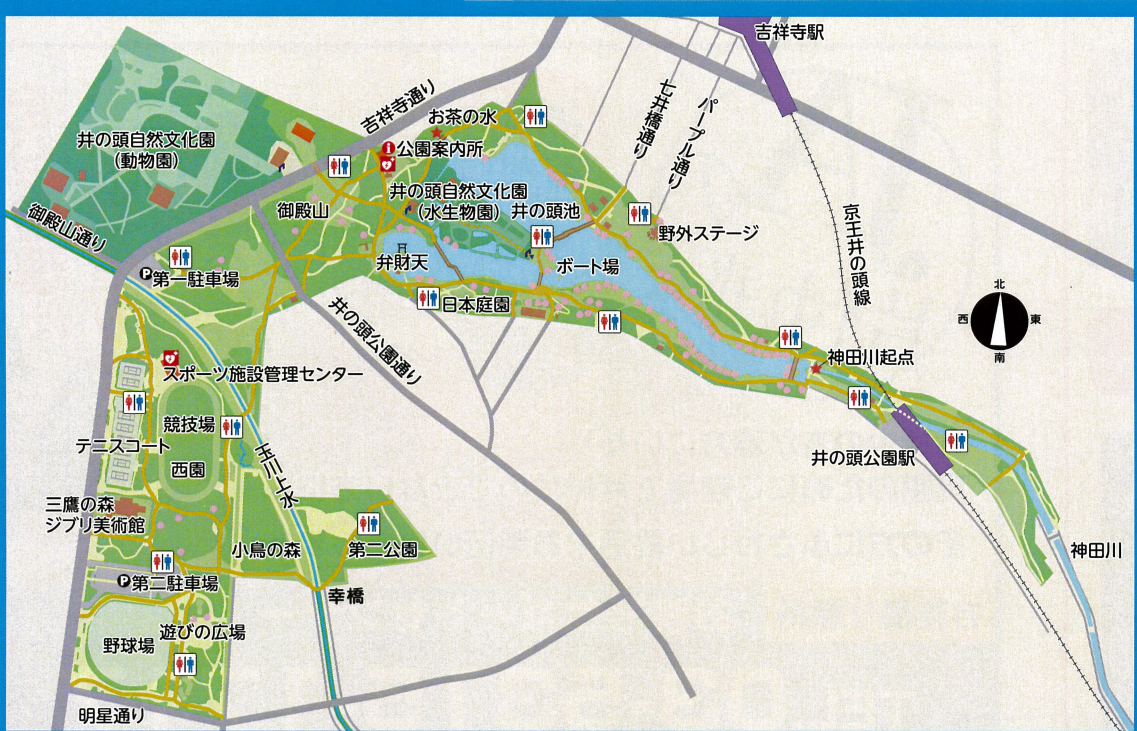 吉祥寺駅
吉祥寺通り
お茶の水
七井橋通り
パープル通り
井の頭自然文化園
(動物園)
i公園案内所
井の頭自然文化園
(水生物園)
井の頭池
御殿山
御殿山通り
野外ステージ
京王井の頭線
弁財天
ボート場
P第一駐車場
日本庭園
北
西
東
南
井の頭公園通り
神田川起点
スポーツ施設管理センター
競技場
テニスコート
西園
玉川上水
井の頭公園駅
三鷹の森
ジブリ美術館
小鳥の森
第二公園
神田川
P第二駐車場
幸橋
遊びの広場
野球場
明星通り